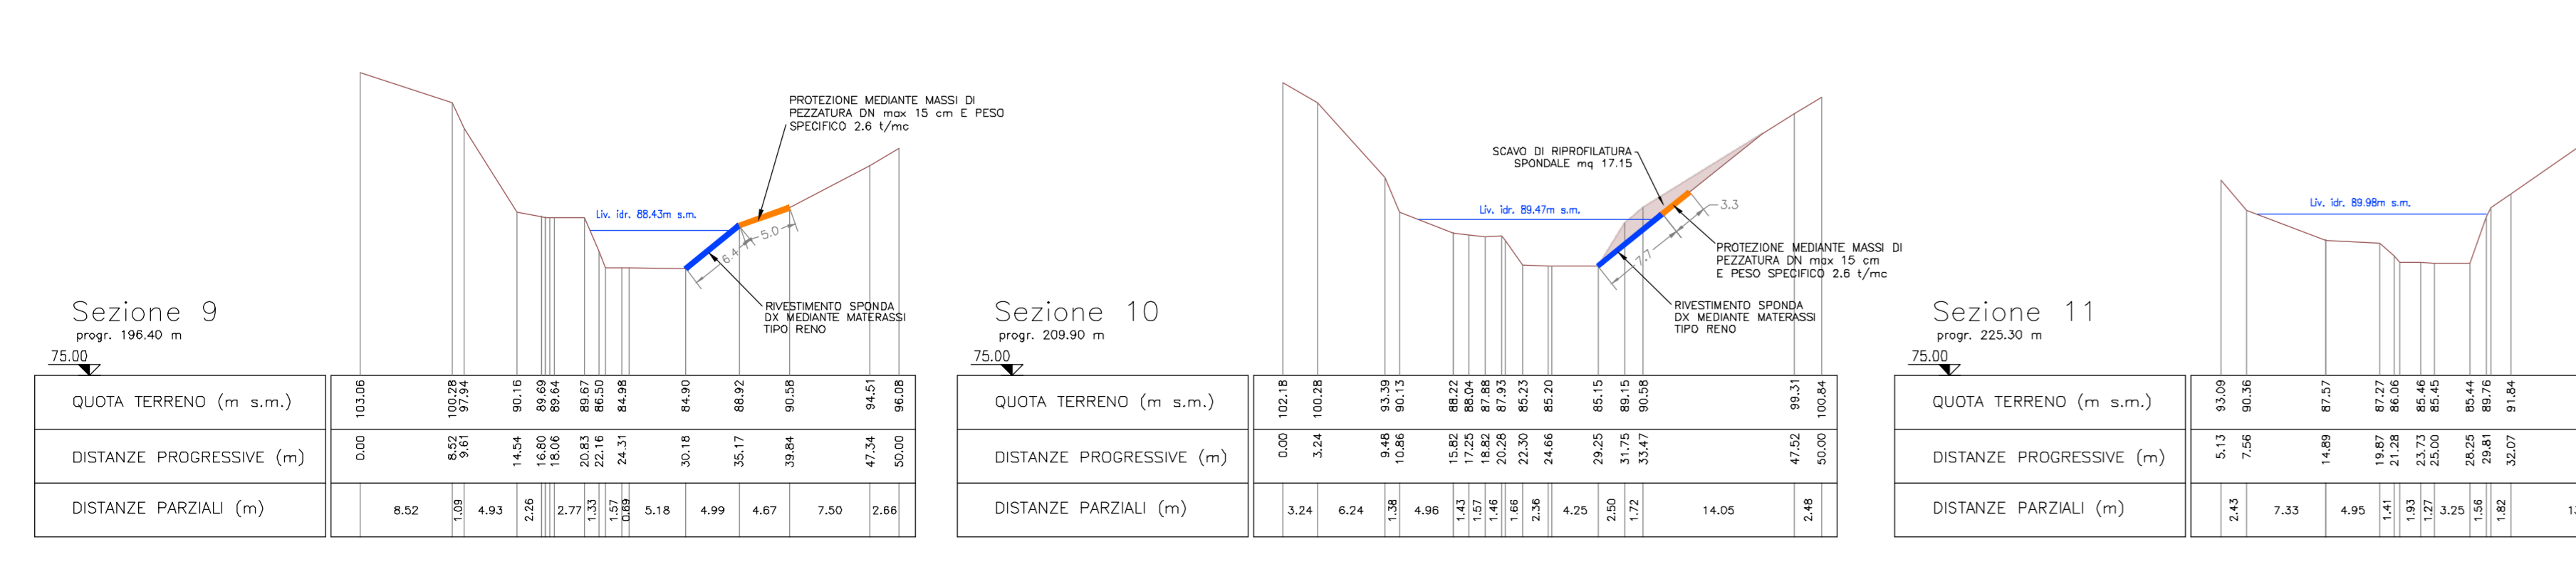 PROTEZIONE MEDIANTE MASSI DI
PEZZATURA DN max 15 cm E PESO
SPECIFICO 2.6 t/mc
Liv. idr. 88.43m s.m.
6.4
5.0
RIVESTIMENTO SPONDA
DX MEDIANTE MATERASSI
TIPO RENO
Sezione 9
progr. 196.40 m
75.00
QUOTA TERRENO (m s.m.)
103.06 100.28 97.94 90.16 89.69 89.64 89.67 86.50 84.98 84.90 88.92 90.58 94.51 96.08
DISTANZE PROGRESSIVE (m)
0.00 8.52 9.61 14.54 16.80 18.06 20.83 22.16 24.31 30.18 35.17 39.84 47.34 50.00
DISTANZE PARZIALI (m)
8.52 1.09 4.93 2.26 2.77 1.33 1.57 0.69 5.18 4.99 4.67 7.50 2.66
SCAVO DI RIPROFILATURA
SPONDALE mq 17.15
Liv. idr. 89.47m s.m.
3.3
7.7
PROTEZIONE MEDIANTE MASSI DI
PEZZATURA DN max 15 cm
E PESO SPECIFICO 2.6 t/mc
RIVESTIMENTO SPONDA
DX MEDIANTE MATERASSI
TIPO RENO
Sezione 10
progr. 209.90 m
75.00
QUOTA TERRENO (m s.m.)
102.18 100.28 93.39 90.13 88.22 88.04 87.88 87.93 85.23 85.20 85.15 89.15 90.58 99.31 100.84
DISTANZE PROGRESSIVE (m)
0.00 3.24 9.48 10.86 15.82 17.25 18.82 20.28 22.30 24.66 29.25 31.75 33.47 47.52 50.00
DISTANZE PARZIALI (m)
3.24 6.24 1.38 4.96 1.43 1.57 1.46 1.66 2.36 4.25 2.50 1.72 14.05 2.48
Liv. idr. 89.98m s.m.
Sezione 11
progr. 225.30 m
75.00
QUOTA TERRENO (m s.m.)
93.09 90.36 87.57 87.27 86.06 85.46 85.45 85.44 89.76 91.84
DISTANZE PROGRESSIVE (m)
5.13 7.56 14.89 19.87 21.28 23.73 25.00 28.25 29.81 32.07
DISTANZE PARZIALI (m)
2.43 7.33 4.95 1.41 1.93 1.27 3.25 1.56 1.82